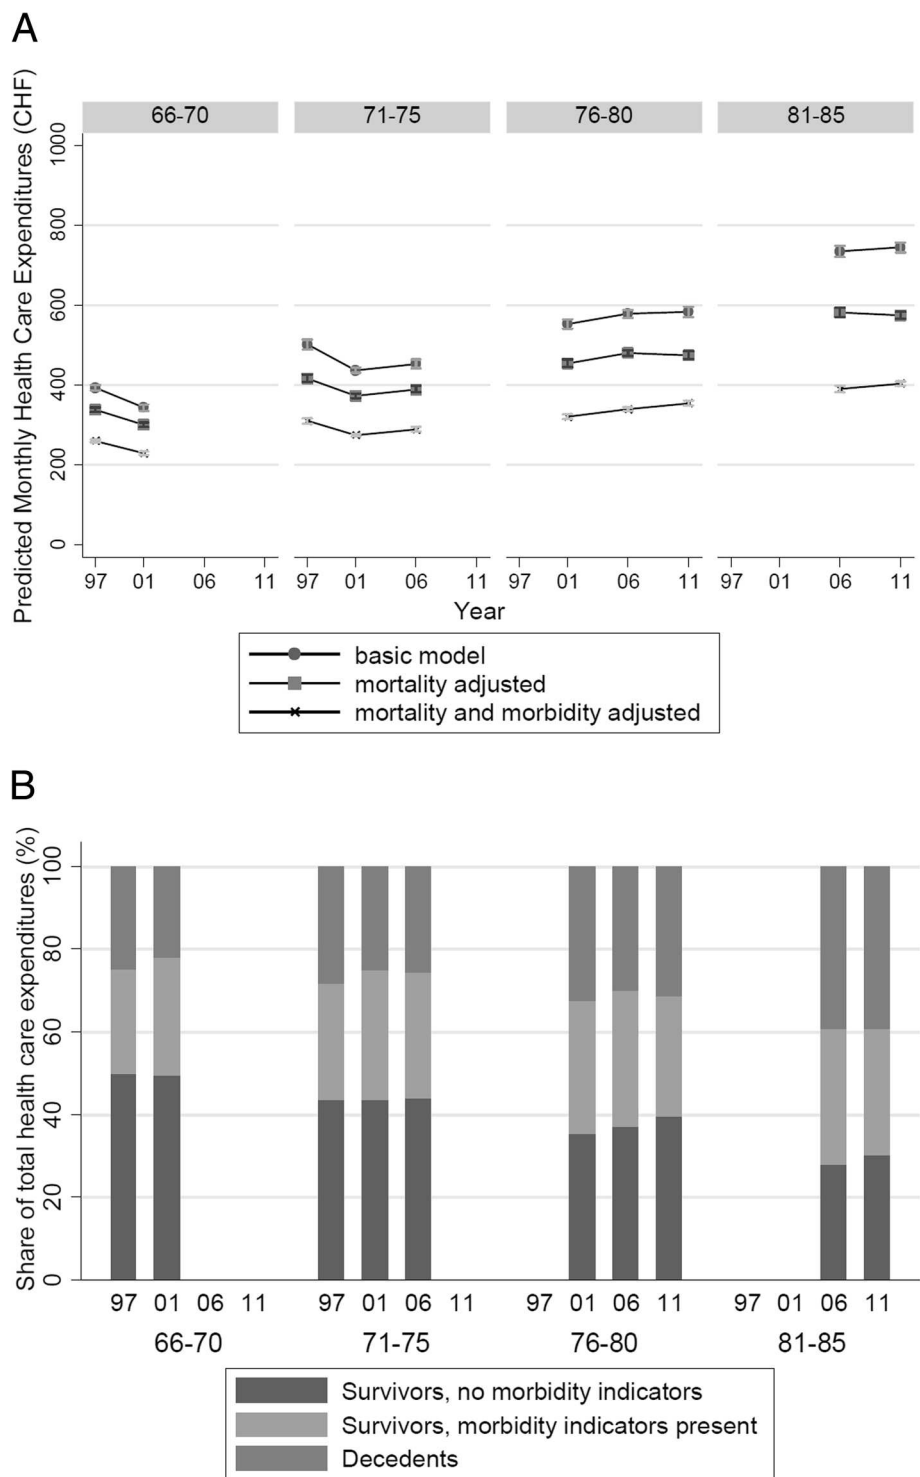 A
66-70 71-75 76-80 81-85
Predicted Monthly Health Care Expenditures (CHF)
1000
800
600
400
200
0
97 01 06 11 97 01 06 11 97 01 06 11 97 01 06 11
Year
basic model
mortality adjusted
mortality and morbidity adjusted
B
Share of total health care expenditures (%)
100
80
60
40
20
0
97 01 06 11 97 01 06 11 97 01 06 11 97 01 06 11
66-70 71-75 76-80 81-85
Survivors, no morbidity indicators
Survivors, morbidity indicators present
Decedents